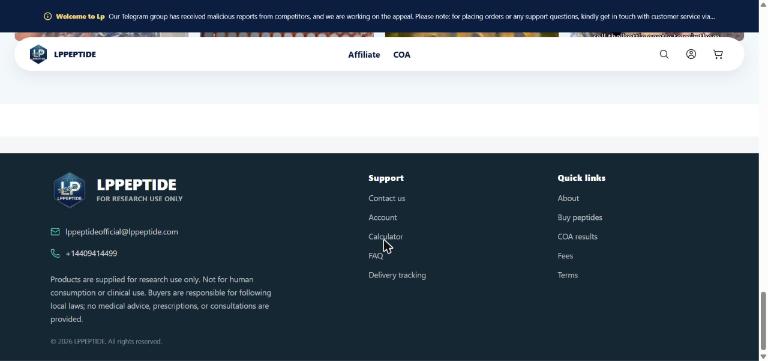 Welcome to Lp Our Telegram group has received malicious reports from competitors, and we are working on the appeal. Please note: for placing orders or any support questions, kindly get in touch with customer service via...
LPPEPTIDE
Affiliate
COA
LPPEPTIDE
FOR RESEARCH USE ONLY
lppeptideofficial@lppeptide.com
+14409414499
Products are supplied for research use only. Not for human
consumption or clinical use. Buyers are responsible for following
local laws; no medical advice, prescriptions, or consultations are
provided.
© 2026 LPPEPTIDE. All rights reserved.
Support
Contact us
Account
Calculator
FAQ
Delivery tracking
Quick links
About
Buy peptides
COA results
Fees
Terms